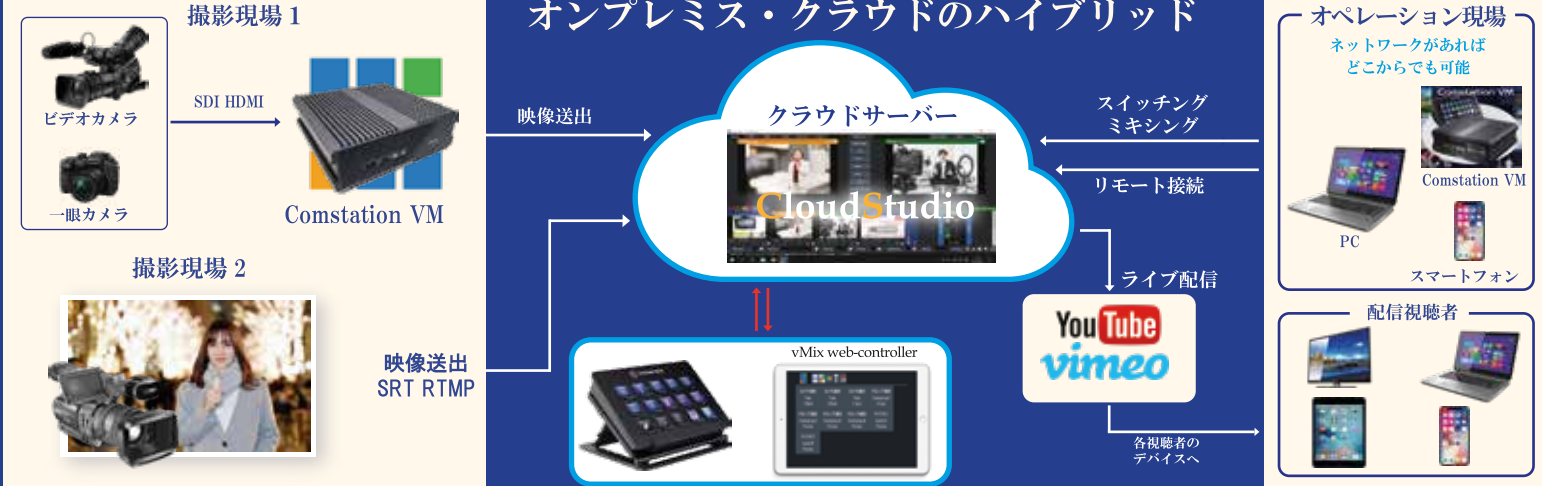 撮影現場 1
ビデオカメラ
一眼カメラ
SDI HDMI
Comstation VM
撮影現場 2
映像送出
SRT RTMP
オンプレミス・クラウドのハイブリッド
映像送出
クラウドサーバー
CloudStudio
スイッチング
ミキシング
リモート接続
ライブ配信
You Tube
vimeo
各視聴者の
デバイスへ
vMix web-controller
オペレーション現場
ネットワークがあれば
どこからでも可能
Comstation VM
Comstation VM
PC
スマートフォン
配信視聴者